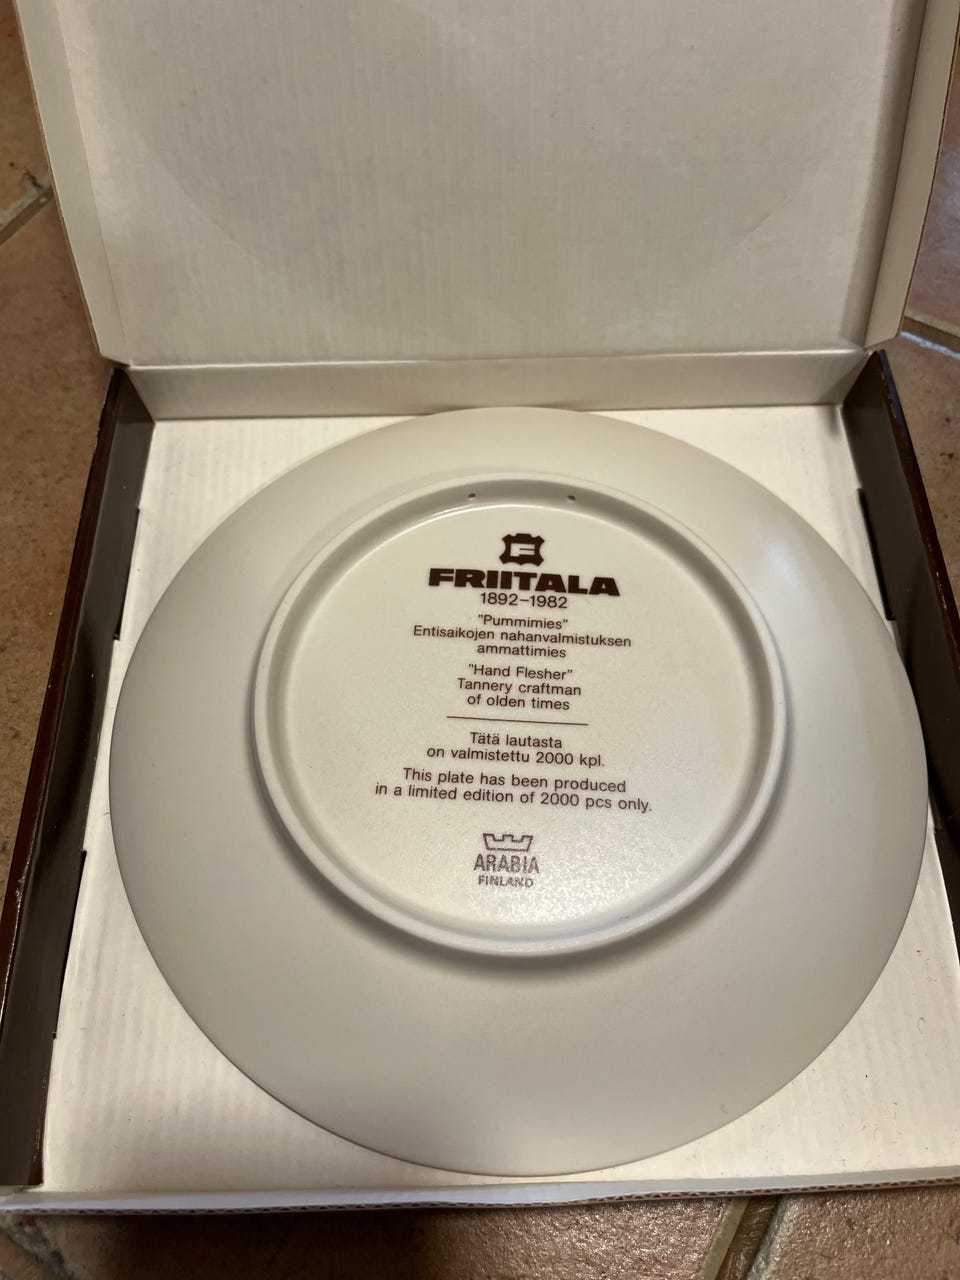 F
FRIITALA
1892–1982
"Pummimies"
Entisaikojen nahanvalmistuksen
ammattimies
"Hand Flesher"
Tannery craftman
of olden times
Tätä lautasta
on valmistettu 2000 kpl.
This plate has been produced
in a limited edition of 2000 pcs only.
ARABIA
FINLAND